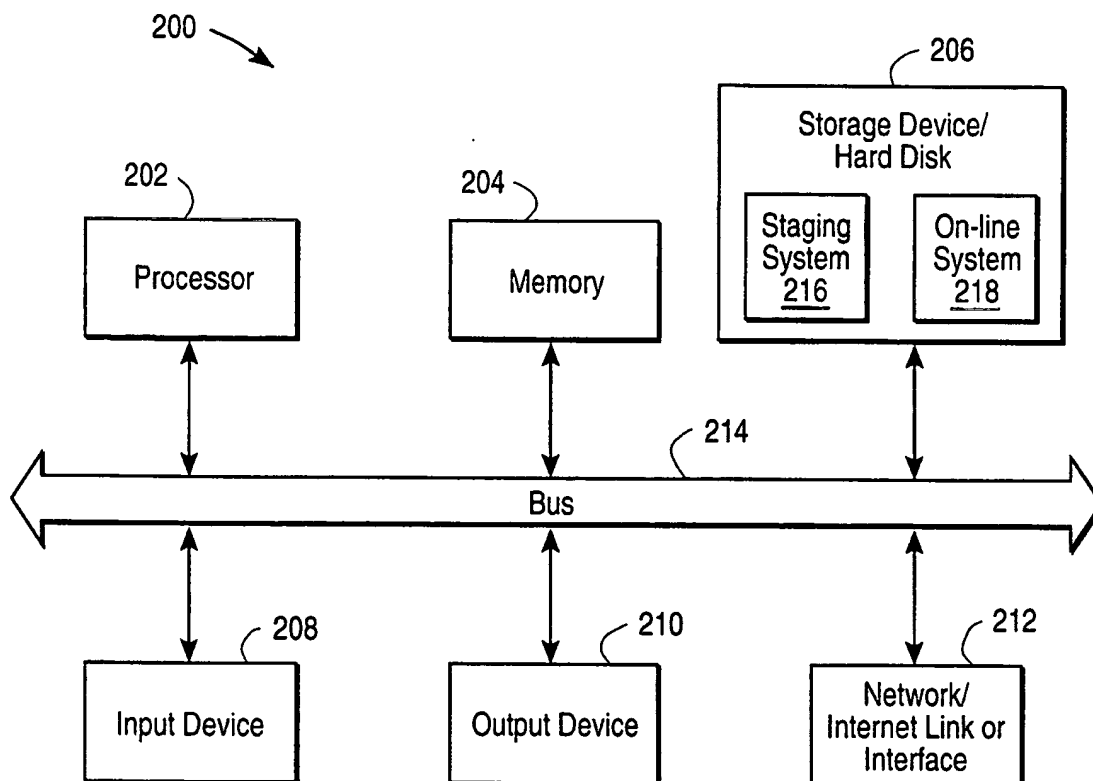 200
206
Storage Device/
Hard Disk
202
204
Processor
Memory
Staging
System
216
On-line
System
218
214
Bus
208
210
212
Input Device
Output Device
Network/
Internet Link or
Interface